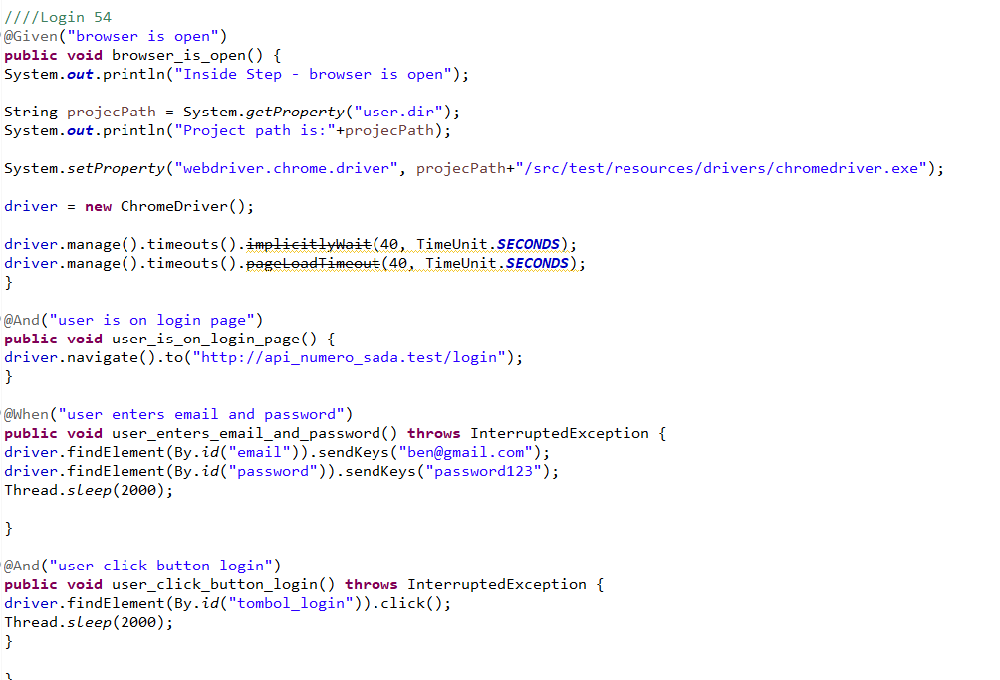 ////Login 54
@Given("browser is open")
public void browser_is_open() {
System.out.println("Inside Step - browser is open");
String projecPath = System.getProperty("user.dir");
System.out.println("Project path is:"+projecPath);
System.setProperty("webdriver.chrome.driver", projecPath+"/src/test/resources/drivers/chromedriver.exe");
driver = new ChromeDriver();
driver.manage().timeouts().implicitlyWait(40, TimeUnit.SECONDS);
driver.manage().timeouts().pageLoadTimeout(40, TimeUnit.SECONDS);
}
@And("user is on login page")
public void user_is_on_login_page() {
driver.navigate().to("http://api_numero_sada.test/login");
}
@When("user enters email and password")
public void user_enters_email_and_password() throws InterruptedException {
driver.findElement(By.id("email")).sendKeys("ben@gmail.com");
driver.findElement(By.id("password")).sendKeys("password123");
Thread.sleep(2000);
}
@And("user click button login")
public void user_click_button_login() throws InterruptedException {
driver.findElement(By.id("tombol_login")).click();
Thread.sleep(2000);
}
}